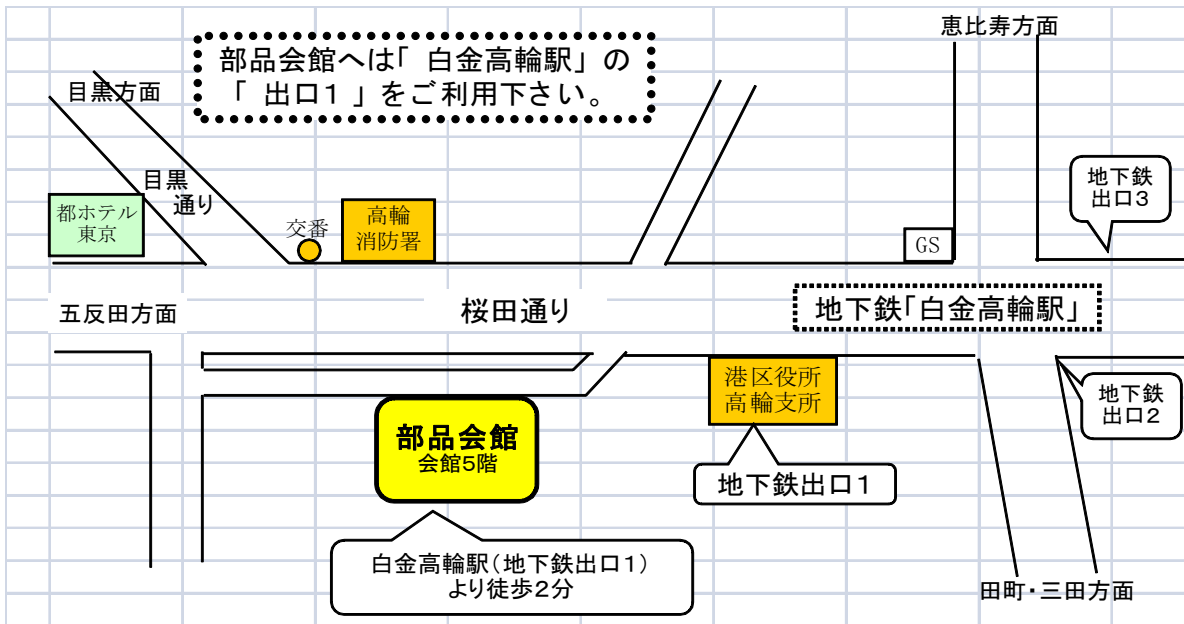 恵比寿方面
部品会館へは「 白金高輪駅」の
「 出口1 」をご利用下さい。
目黒方面
目黒
通り
地下鉄
出口3
都ホテル
東京
交番
高輪
消防署
GS
五反田方面
桜田通り
地下鉄「白金高輪駅」
港区役所
高輪支所
地下鉄
出口2
部品会館
会館5階
地下鉄出口1
白金高輪駅(地下鉄出口1)
より徒歩2分
田町・三田方面